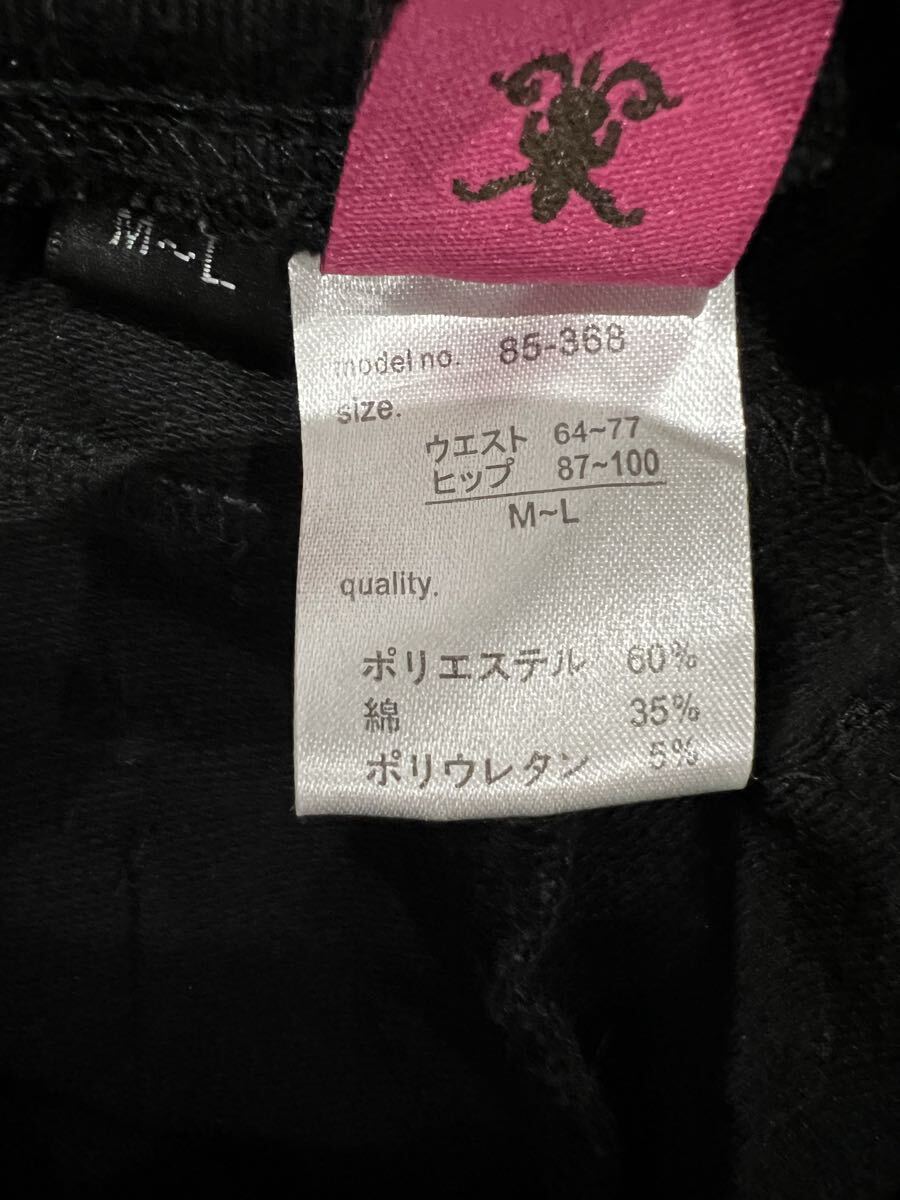 M~L
model no. 85-368
size.
ウエスト 64~77
ヒップ 87~100
M~L
quality.
ポリエステル 60%
綿 35%
ポリウレタン 5%